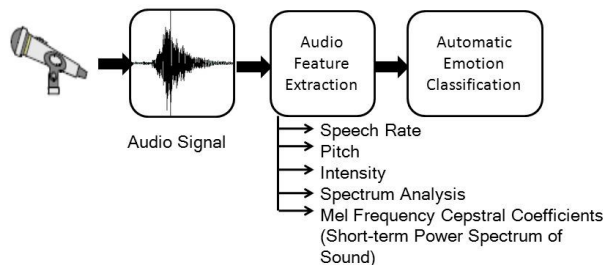 Audio
Feature
Extraction
Automatic
Emotion
Classification
Audio Signal
Speech Rate
Pitch
Intensity
Spectrum Analysis
Mel Frequency Cepstral Coefficients
(Short-term Power Spectrum of
Sound)